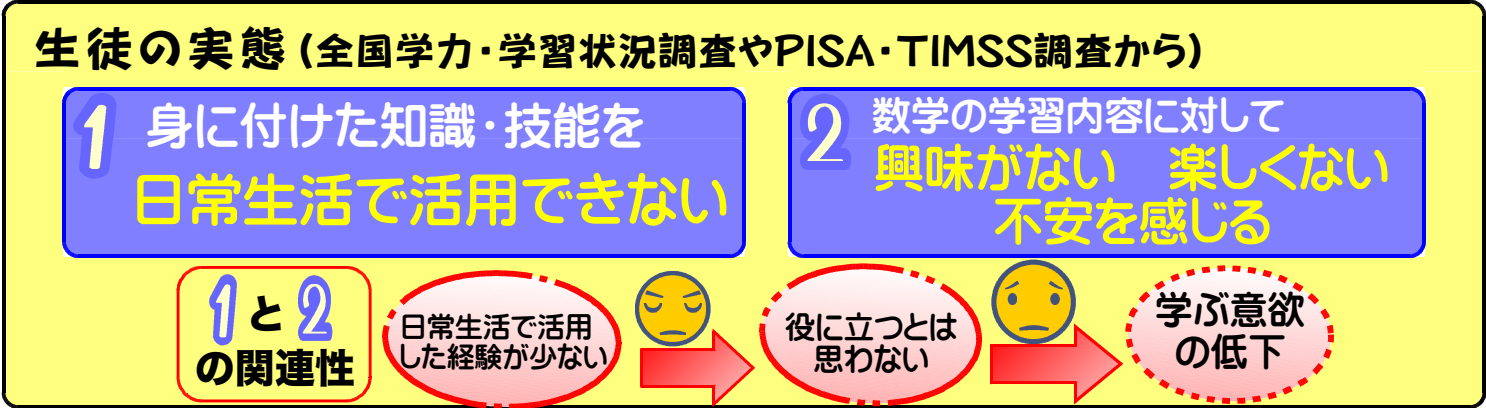 生徒の実態(全国学力・学習状況調査やPISA・TIMSS調査から)
1 身に付けた知識・技能を
日常生活で活用できない
2 数学の学習内容に対して
興味がない 楽しくない
不安を感じる
1と2
の関連性
日常生活で活用
した経験が少ない
役に立つとは
思わない
学ぶ意欲
の低下